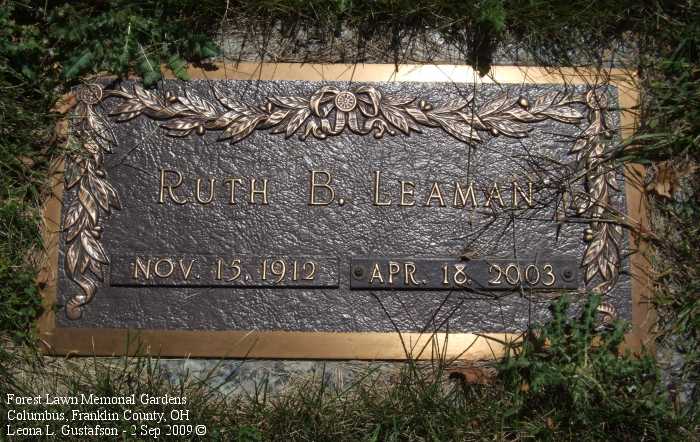 RUTH B. LEAMAN
NOV. 15, 1912 APR. 18, 2003
Forest Lawn Memorial Gardens
Columbus, Franklin County, OH
Leona L. Gustafson - 2 Sep 2009 ©